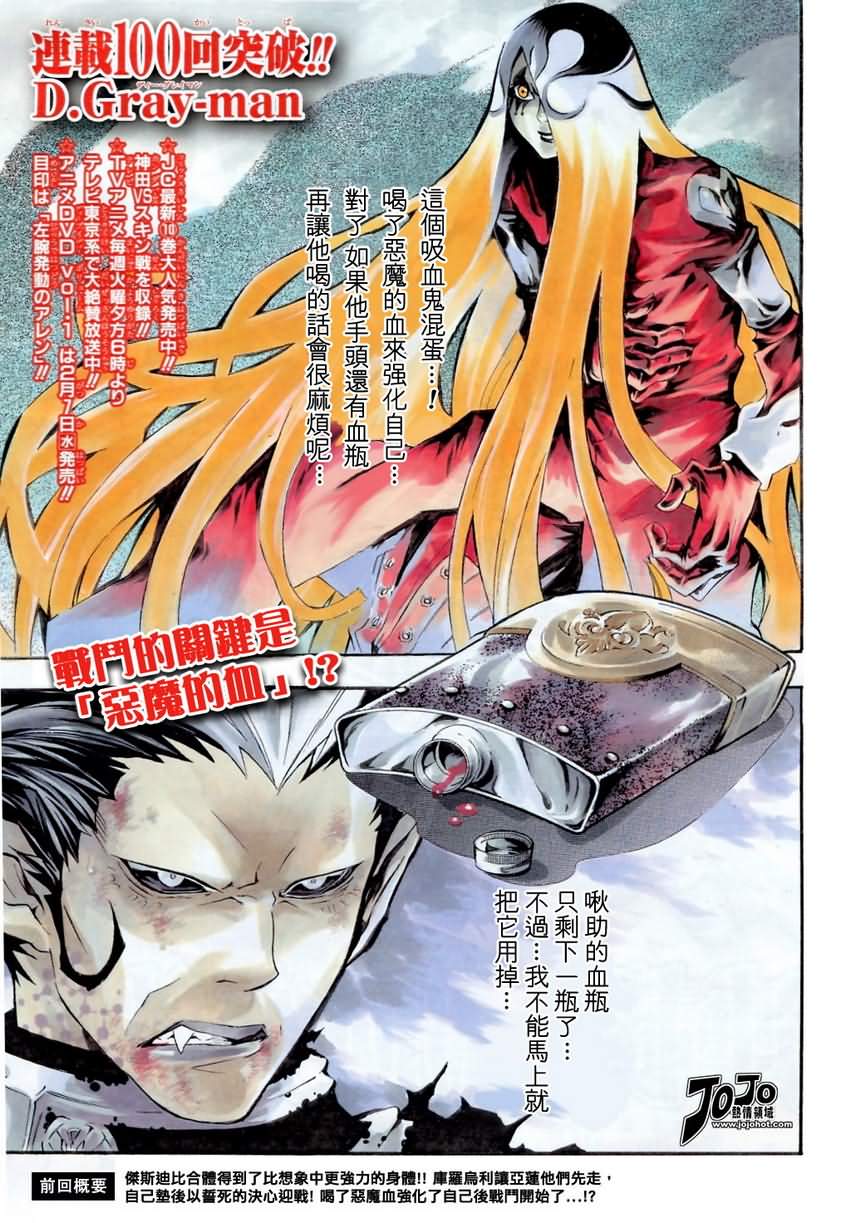 連載100回突破!!
D.Gray-man
☆JC最新⑩巻大人気発売中!!
神田VSスキン戦を収録!!
☆TVアニメ毎週火曜夕方6時より
テレビ東京系で大絶賛放送中!!
☆アニメDVD vol.1 は2月7日㊌発売!!
目印は「左腕発動のアレン」!!
這個吸血鬼混蛋…!
喝了惡魔的血來强化自己…
對了 如果他手頭還有血瓶
再讓他喝的話會很麻煩呢…
戰鬥的關鍵是
「惡魔的血」!?
啾助的血瓶
只剩下一瓶了…
不過…我不能馬上就
把它用掉…
JOJO
熱情領域
www.jojohot.com
前回概要
傑斯迪比合體得到了比想象中更強力的身體!! 庫羅烏利讓亞蓮他們先走，
自己墊後以誓死的決心迎戰! 喝了惡魔血強化了自己後戰鬥開始了...!?